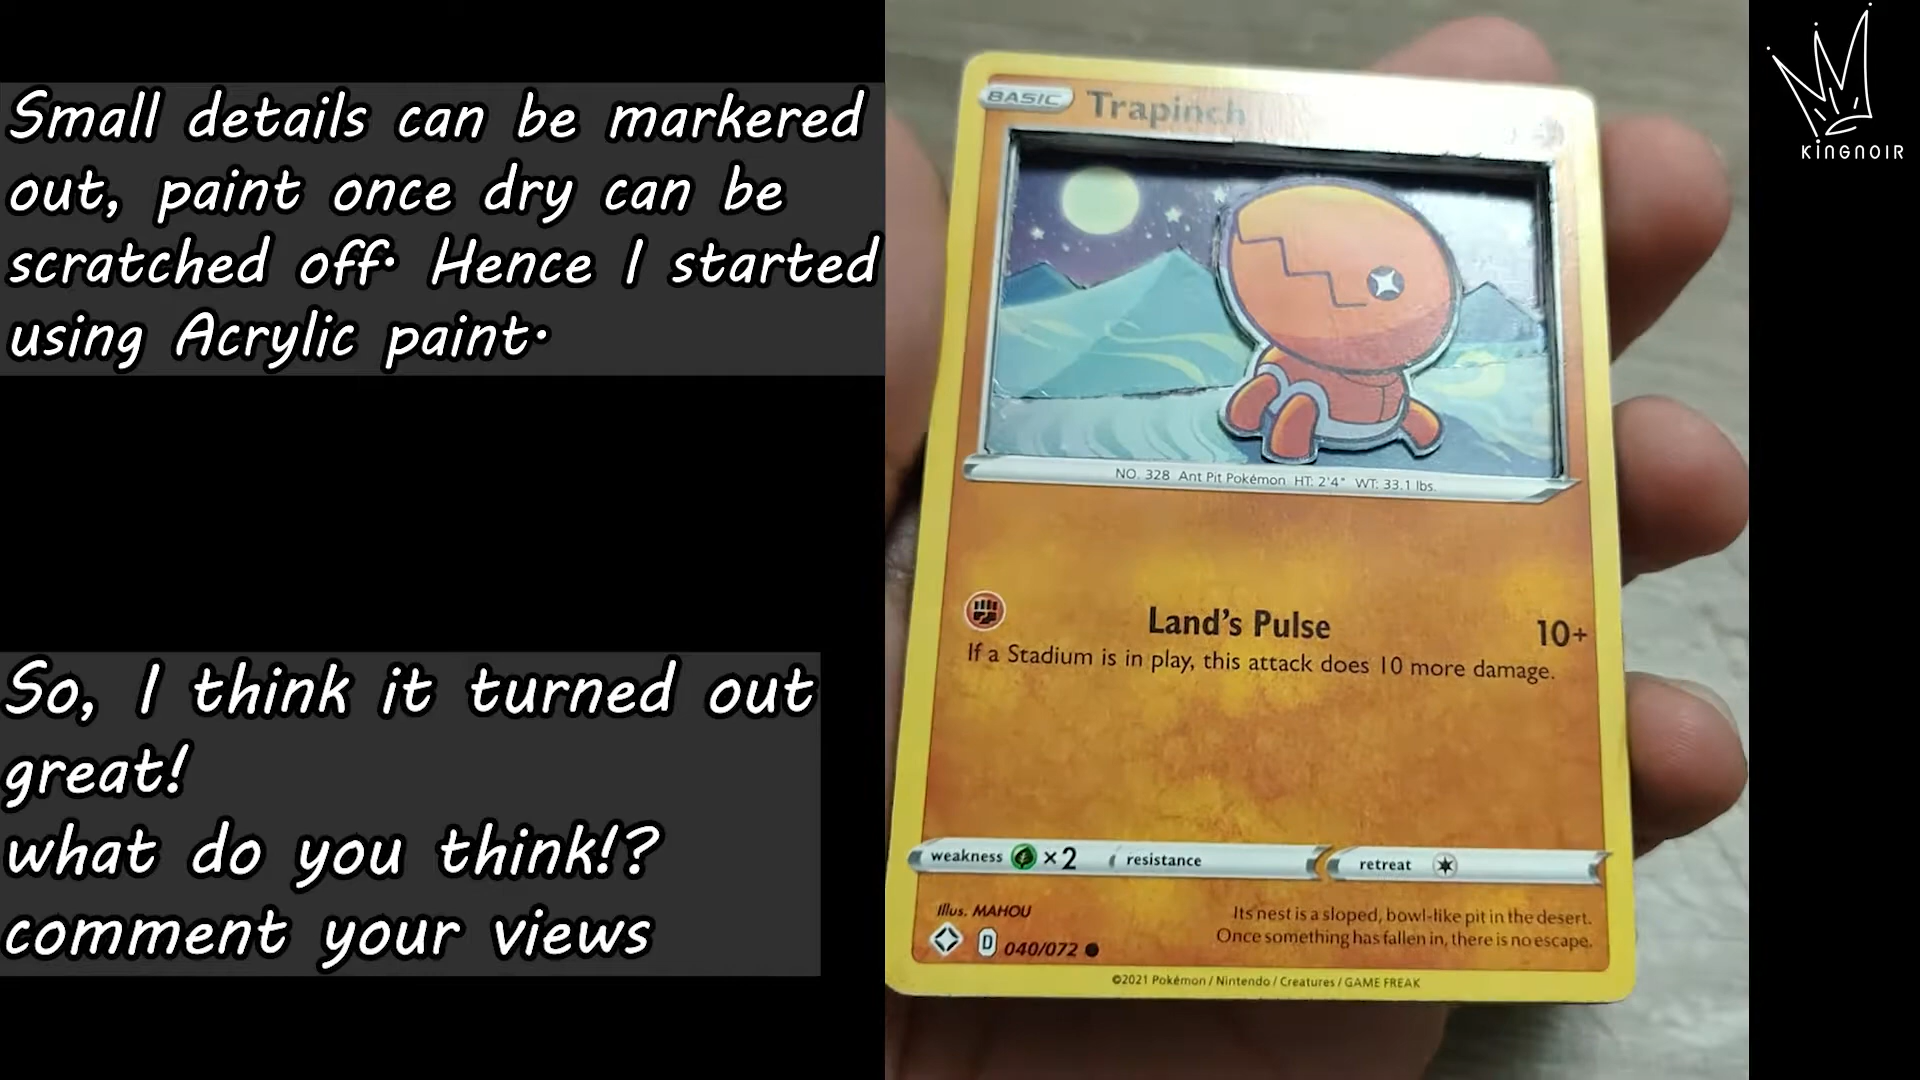 Small details can be markered
out, paint once dry can be
scratched off. Hence I started
using Acrylic paint.
So, I think it turned out
great!
what do you think!?
comment your views
KINGNOIR
BASIC Trapinch
NO. 328 Ant Pit Pokémon HT: 2'4" WT: 33.1 lbs.
Land's Pulse 10+
If a Stadium is in play, this attack does 10 more damage.
weakness ×2 resistance retreat
Illus. MAHOU
Its nest is a sloped, bowl-like pit in the desert.
Once something has fallen in, there is no escape.
D 040/072
©2021 Pokémon / Nintendo / Creatures / GAME FREAK